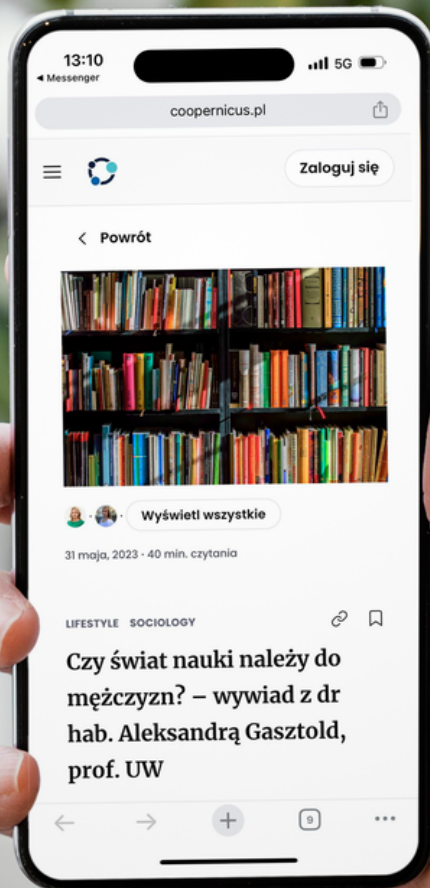 13:10
5G
◀ Messenger
coopernicus.pl
Zaloguj się
Powrót
Wyświetl wszystkie
31 maja, 2023 · 40 min. czytania
LIFESTYLE SOCIOLOGY
Czy świat nauki należy do
mężczyzn? – wywiad z dr
hab. Aleksandrą Gasztold,
prof. UW
9